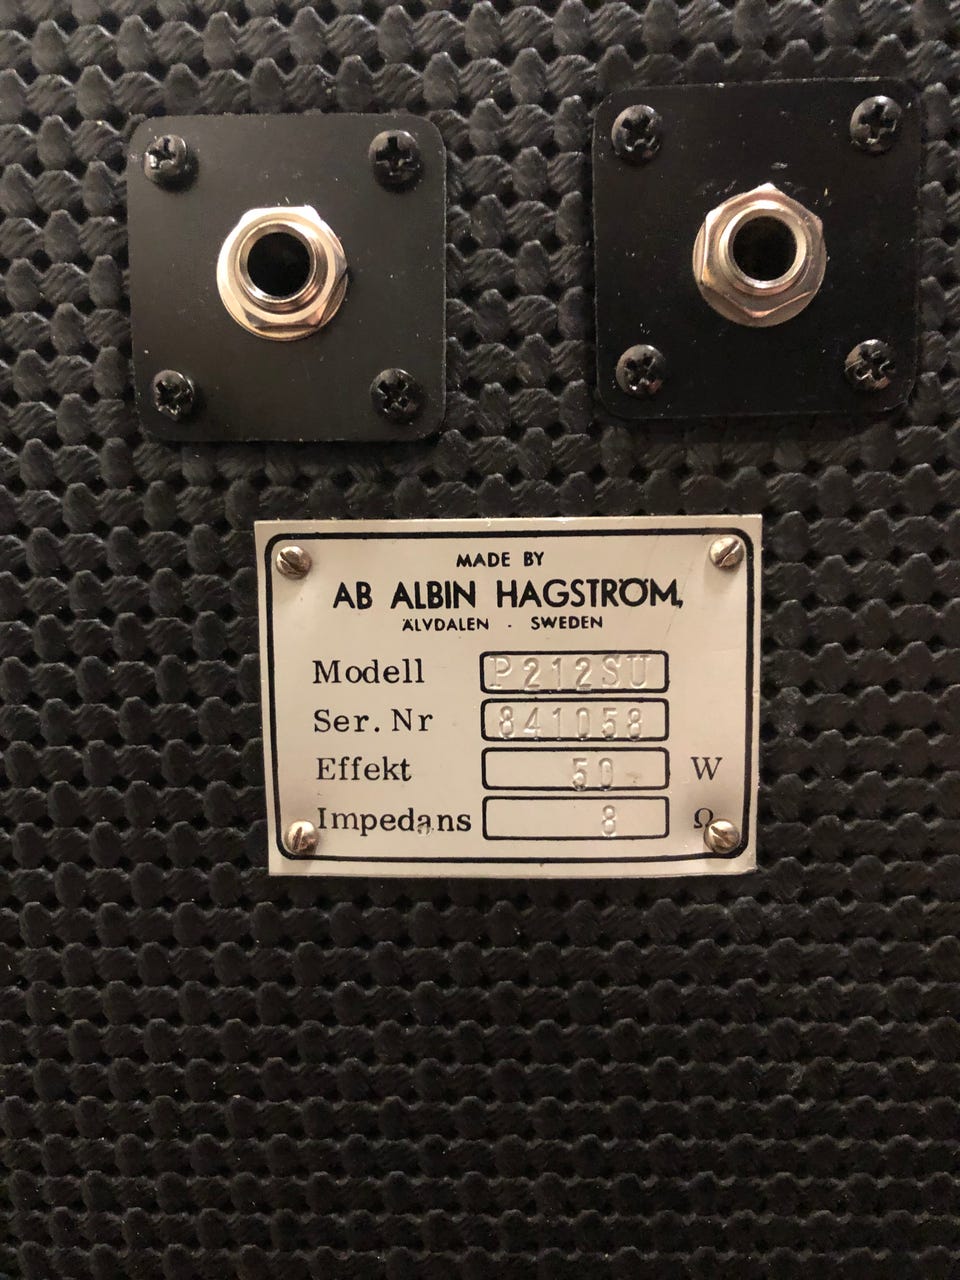 MADE BY
AB ALBIN HAGSTRÖM,
ÄLVDALEN - SWEDEN
Modell P212SU
Ser. Nr 841058
Effekt 50 W
Impedans 8 Ω